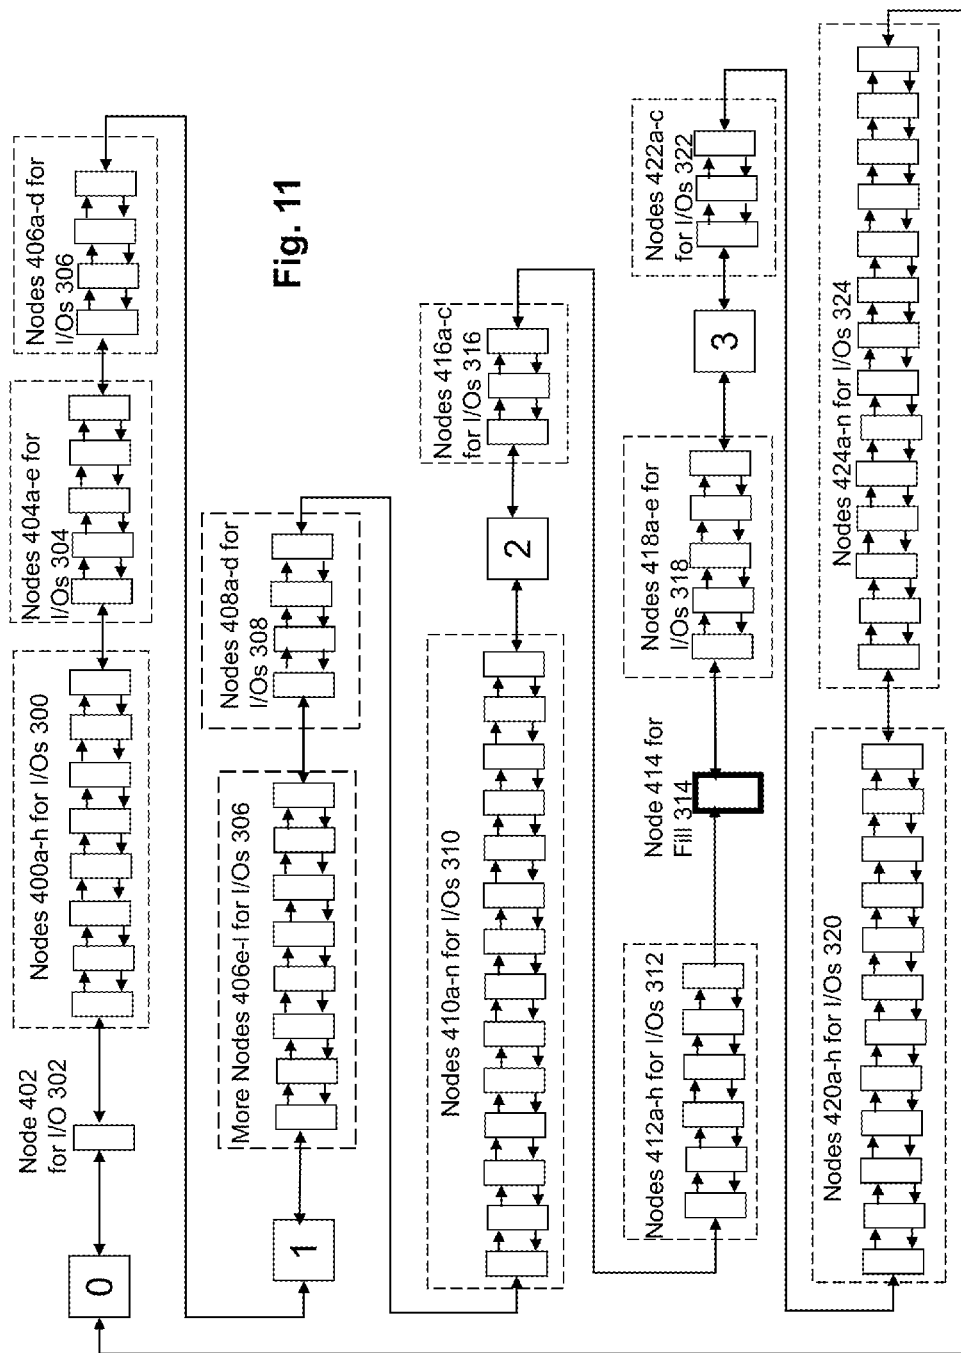 0
Node 402
for I/O 302
Nodes 400a-h for I/Os 300
Nodes 404a-e for
I/Os 304
Nodes 406a-d for
I/Os 306
1
More Nodes 406e-l for I/Os 306
Nodes 408a-d for
I/Os 308
Fig. 11
Nodes 410a-n for I/Os 310
2
Nodes 416a-c
for I/Os 316
Nodes 412a-h for I/Os 312
Node 414 for
Fill 314
Nodes 418a-e for
I/Os 318
3
Nodes 422a-c
for I/Os 322
Nodes 420a-h for I/Os 320
Nodes 424a-n for I/Os 324